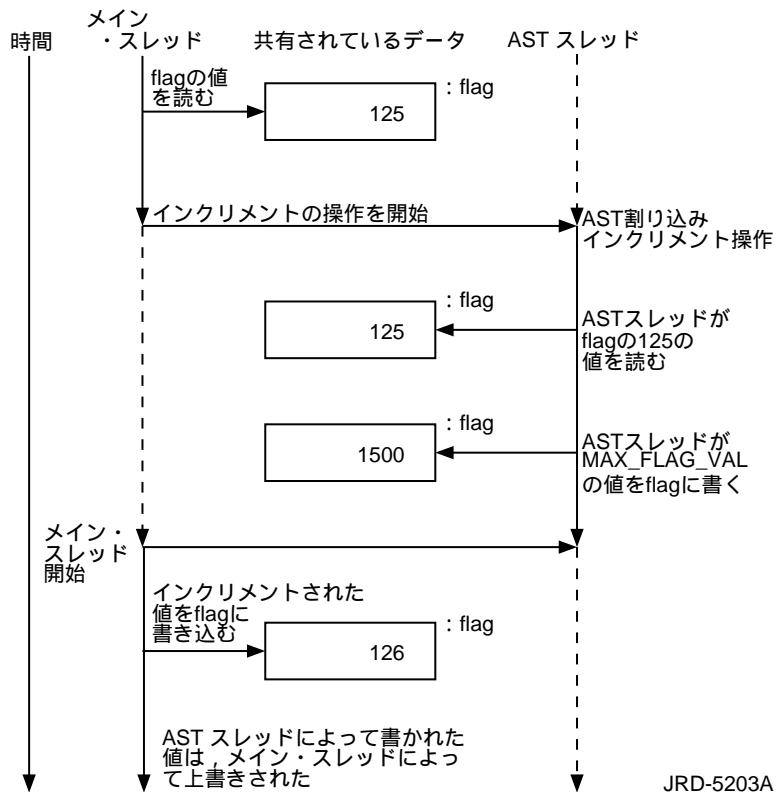 時間
メイン
・スレッド
共有されているデータ
AST スレッド
flagの値
を読む
: flag
125
インクリメントの操作を開始
AST割り込み
インクリメント操作
: flag
125
ASTスレッドが
flagの125の
値を読む
: flag
1500
ASTスレッドが
MAX_FLAG_VAL
の値をflagに書く
メイン・
スレッド
開始
インクリメントされた
値をflagに
書き込む
: flag
126
AST スレッドによって書かれた
値は，メイン・スレッドによっ
て上書きされた
JRD-5203A